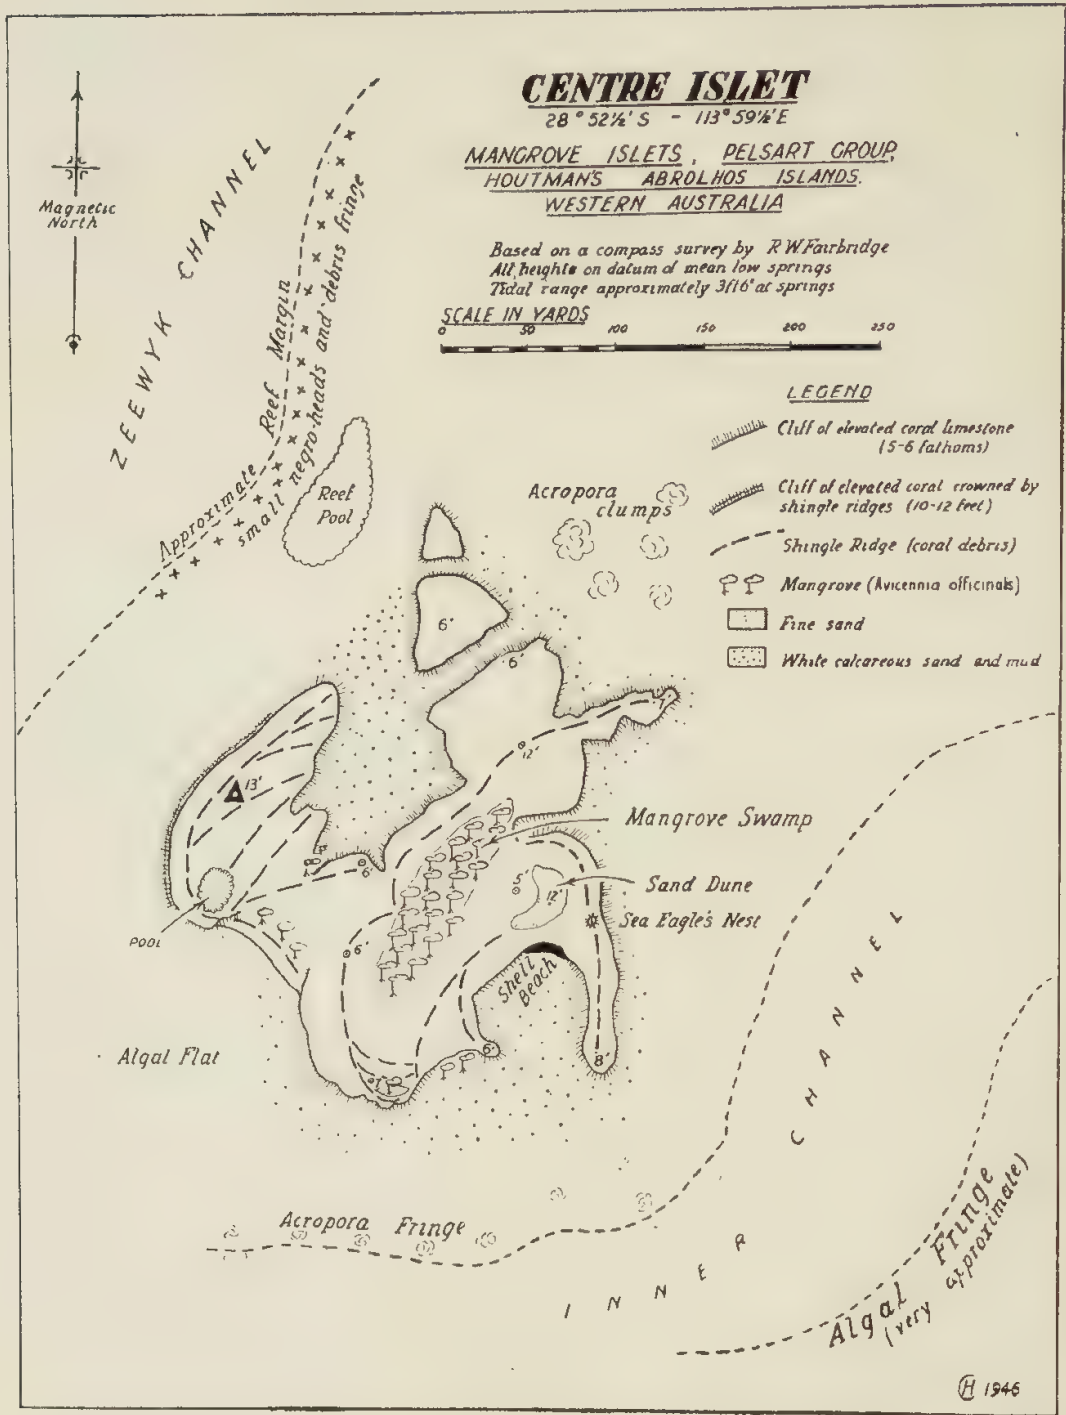 CENTRE ISLET
28° 52½' S - 113° 59½' E
MANGROVE ISLETS, PELSART GROUP,
HOUTMAN'S ABROLHOS ISLANDS.
WESTERN AUSTRALIA
Magnetic
North
Based on a compass survey by R W Fairbridge
All heights on datum of mean low springs
Tidal range approximately 3ft 6" at springs
SCALE IN YARDS
0 50 100 150 200 250
LEGEND
Cliff of elevated coral limestone
(5-6 fathoms)
Cliff of elevated coral crowned by
shingle ridges (10-12 feet)
Shingle Ridge (coral debris)
Mangrove (Avicennia officinals)
Fine sand
White calcareous sand and mud
ZEEWYK CHANNEL
Approximate Reef Margin
small negro-heads and debris fringe
Reef
Pool
Acropora
clumps
6'
6'
7'
12'
13'
Mangrove Swamp
6'
5'
12'
Sand Dune
Sea Eagle's Nest
POOL
6'
Shell
Beach
Algal Flat
6'
8'
Acropora Fringe
INNER CHANNEL
Algal Fringe
(very approximate)
H 1946